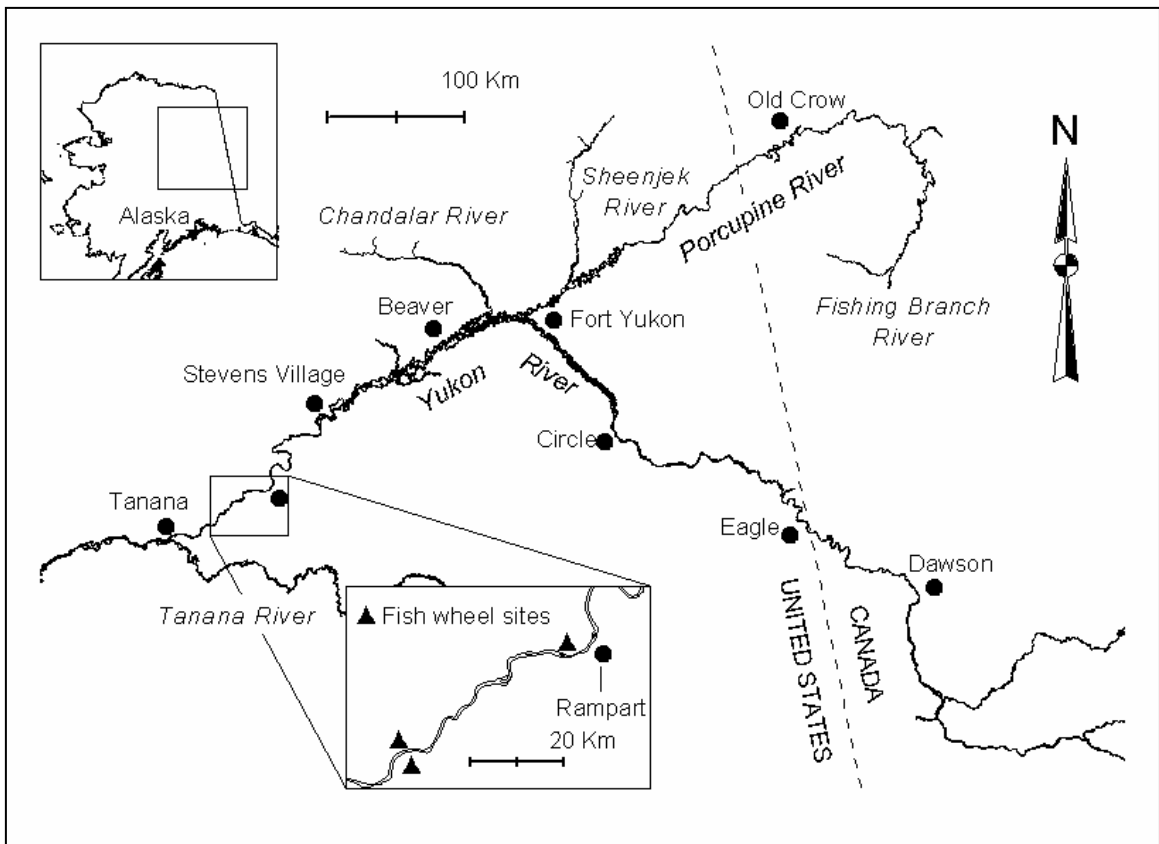 100 Km
Old Crow
N
Alaska
Chandalar River
Sheenjek
River
Porcupine River
Beaver
Fort Yukon
Fishing Branch
River
Stevens Village
Yukon
River
Circle
Tanana
Eagle
Dawson
Tanana River
Fish wheel sites
Rampart
20 Km
UNITED STATES
CANADA